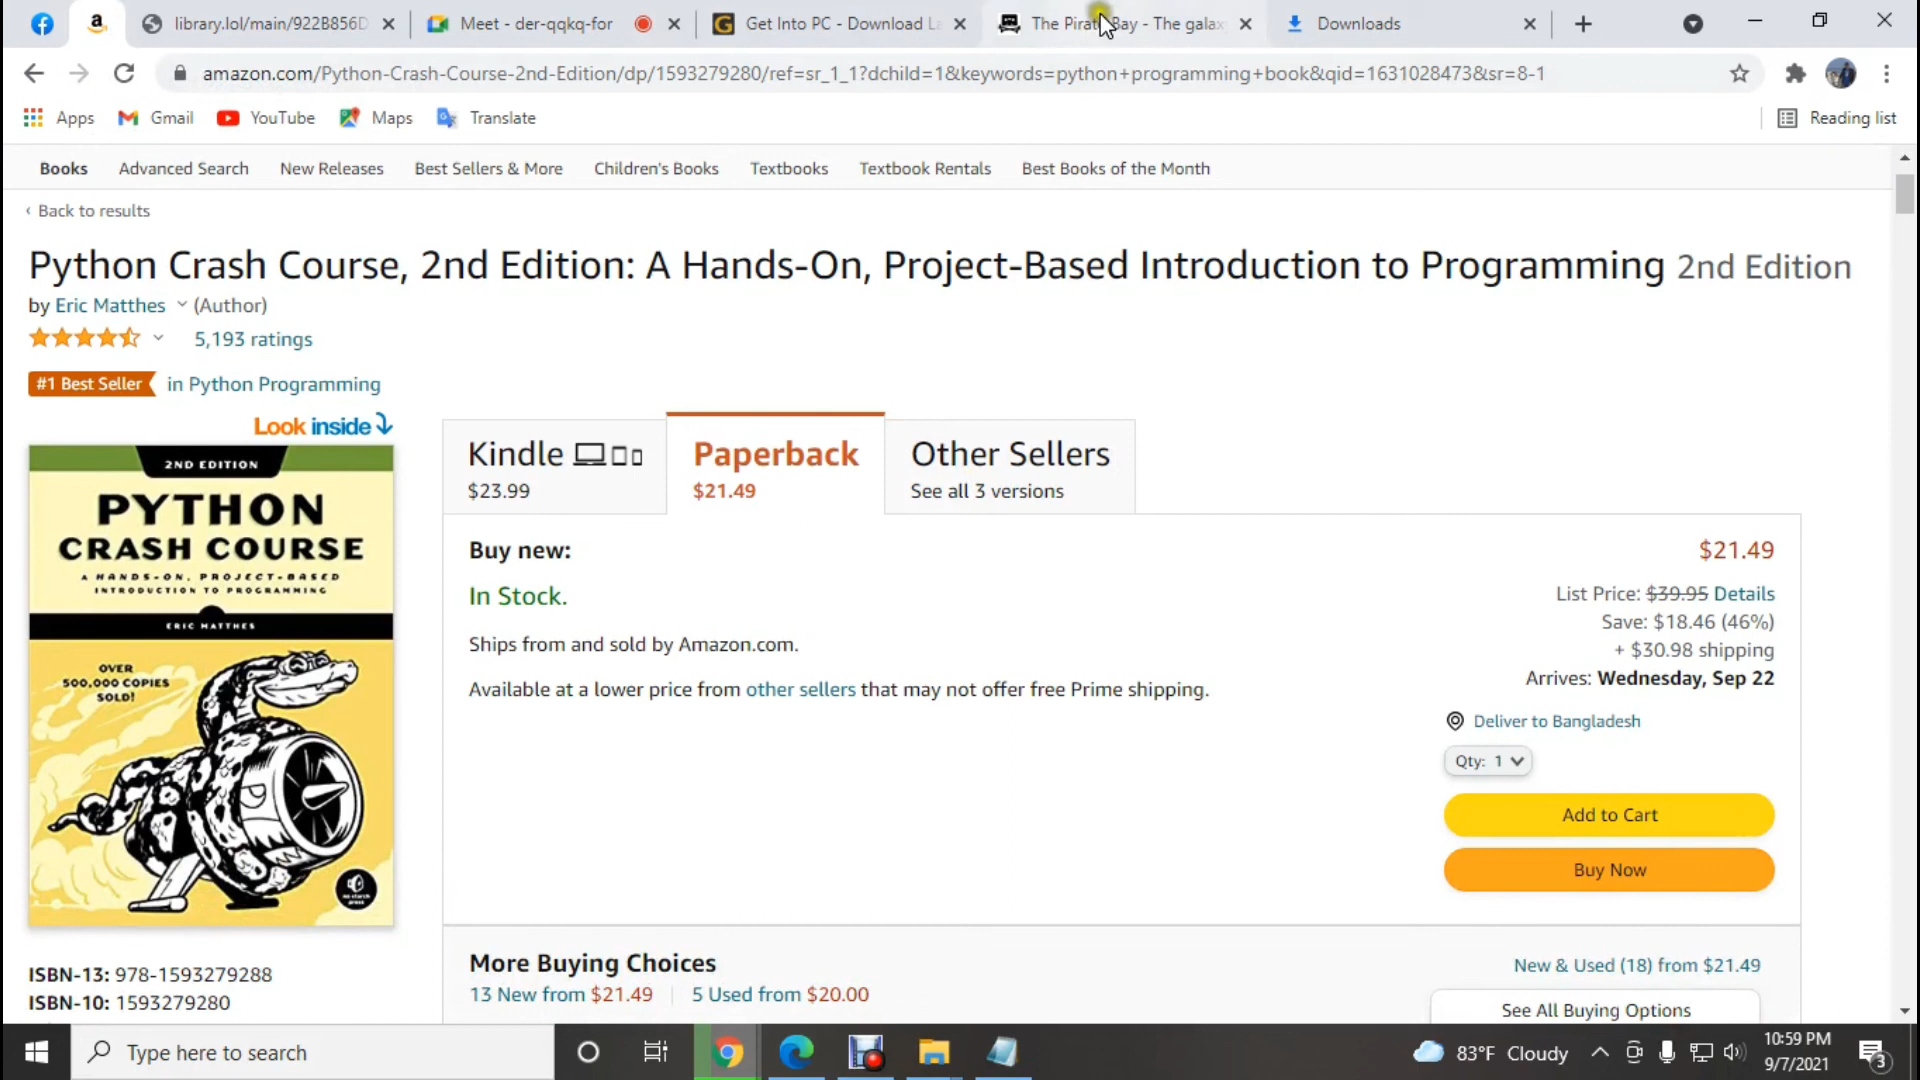 library.lol/main/922B856D
Meet - der-qqkq-for
Get Into PC - Download La
The Pirate Bay - The galax
Downloads
amazon.com/Python-Crash-Course-2nd-Edition/dp/1593279280/ref=sr_1_1?dchild=1&keywords=python+programming+book&qid=1631028473&sr=8-1
Apps
Gmail
YouTube
Maps
Translate
Reading list
Books
Advanced Search
New Releases
Best Sellers & More
Children's Books
Textbooks
Textbook Rentals
Best Books of the Month
‹ Back to results
Python Crash Course, 2nd Edition: A Hands-On, Project-Based Introduction to Programming 2nd Edition
by Eric Matthes (Author)
5,193 ratings
#1 Best Seller in Python Programming
Look inside
2ND EDITION
PYTHON
CRASH COURSE
A HANDS-ON, PROJECT-BASED
INTRODUCTION TO PROGRAMMING
ERIC MATTHES
OVER
500,000 COPIES
SOLD!
ISBN-13: 978-1593279288
ISBN-10: 1593279280
Kindle
$23.99
Paperback
$21.49
Other Sellers
See all 3 versions
Buy new:
In Stock.
Ships from and sold by Amazon.com.
Available at a lower price from other sellers that may not offer free Prime shipping.
$21.49
List Price: $39.95 Details
Save: $18.46 (46%)
+ $30.98 shipping
Arrives: Wednesday, Sep 22
Deliver to Bangladesh
Qty: 1
Add to Cart
Buy Now
More Buying Choices
13 New from $21.49
5 Used from $20.00
New & Used (18) from $21.49
See All Buying Options
Type here to search
83°F Cloudy
10:59 PM
9/7/2021
3